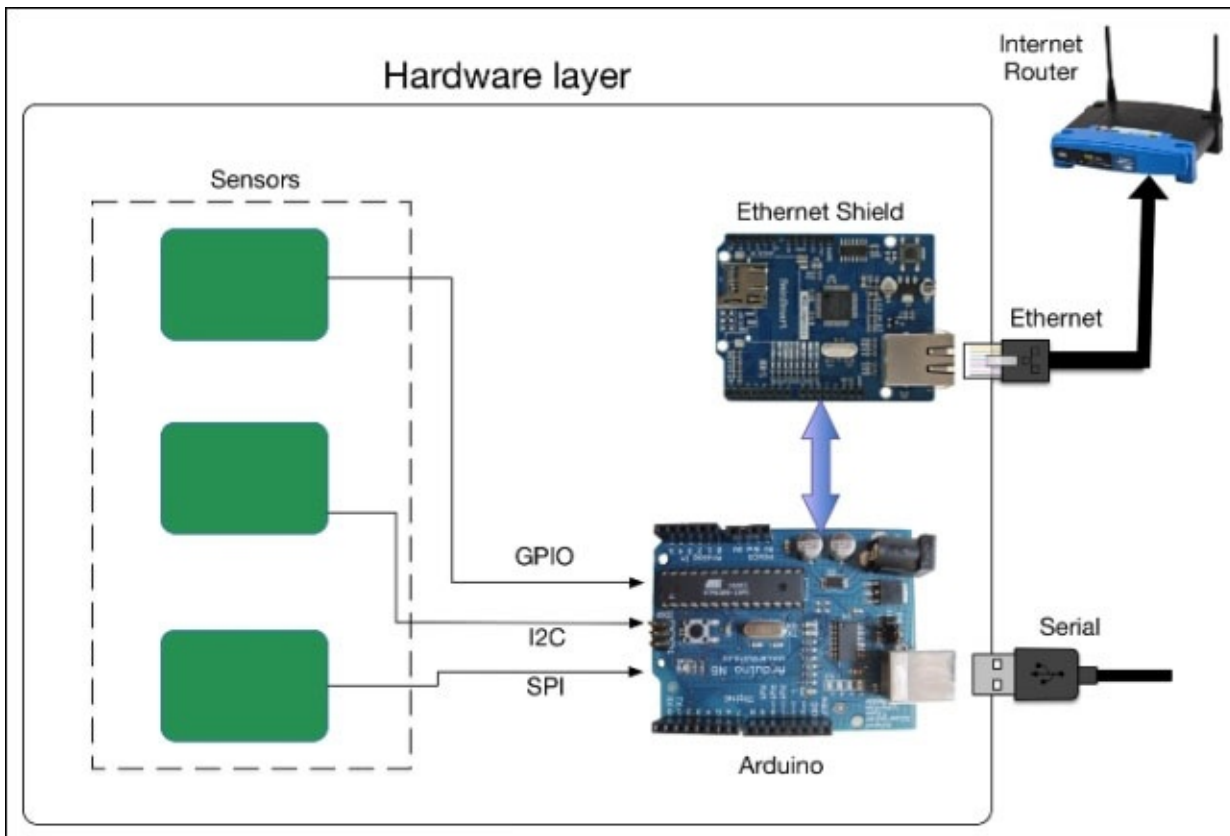 Internet
Router
Hardware layer
Sensors
Ethernet Shield
Ethernet
GPIO
I2C
SPI
Serial
Arduino